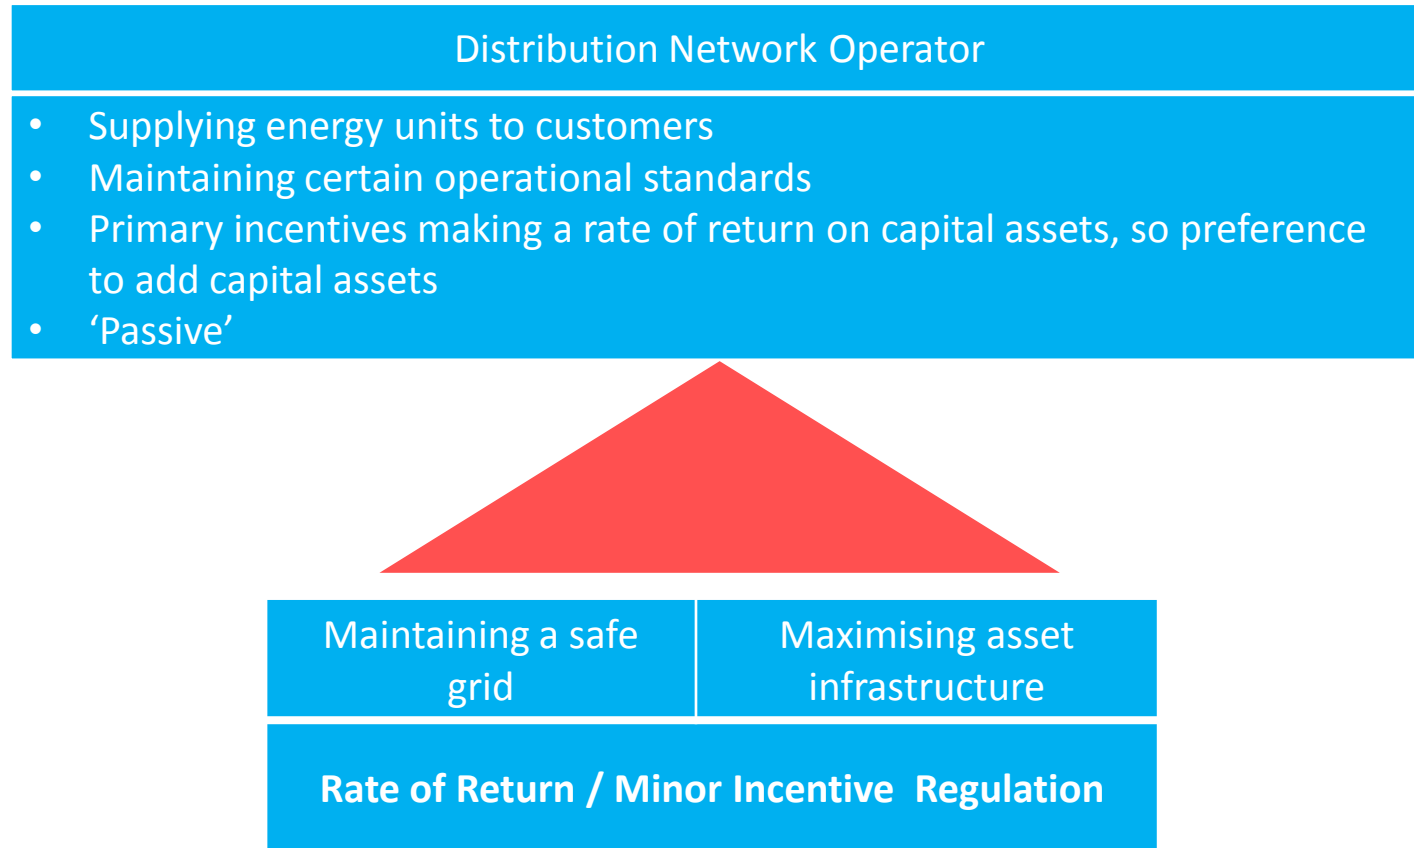 Distribution Network Operator
• Supplying energy units to customers
• Maintaining certain operational standards
• Primary incentives making a rate of return on capital assets, so preference
to add capital assets
• ‘Passive’
Maintaining a safe
grid
Maximising asset
infrastructure
Rate of Return / Minor Incentive  Regulation